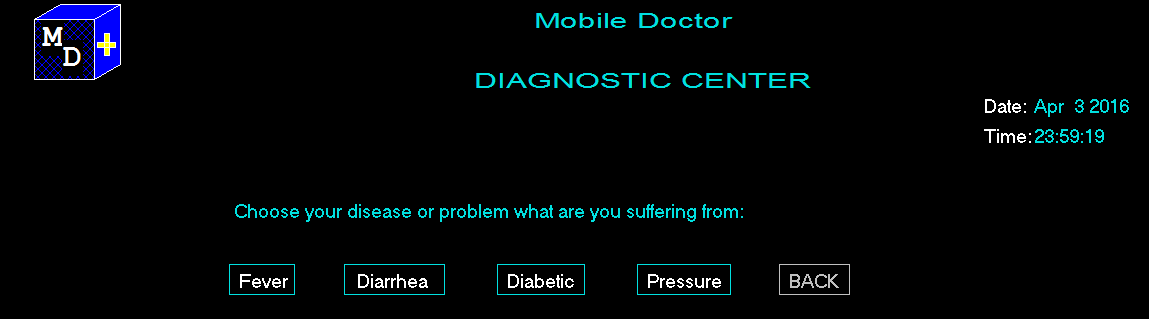 MD+
Mobile Doctor
DIAGNOSTIC CENTER
Date: Apr  3 2016
Time: 23:59:19
Choose your disease or problem what are you suffering from:
Fever Diarrhea Diabetic Pressure BACK